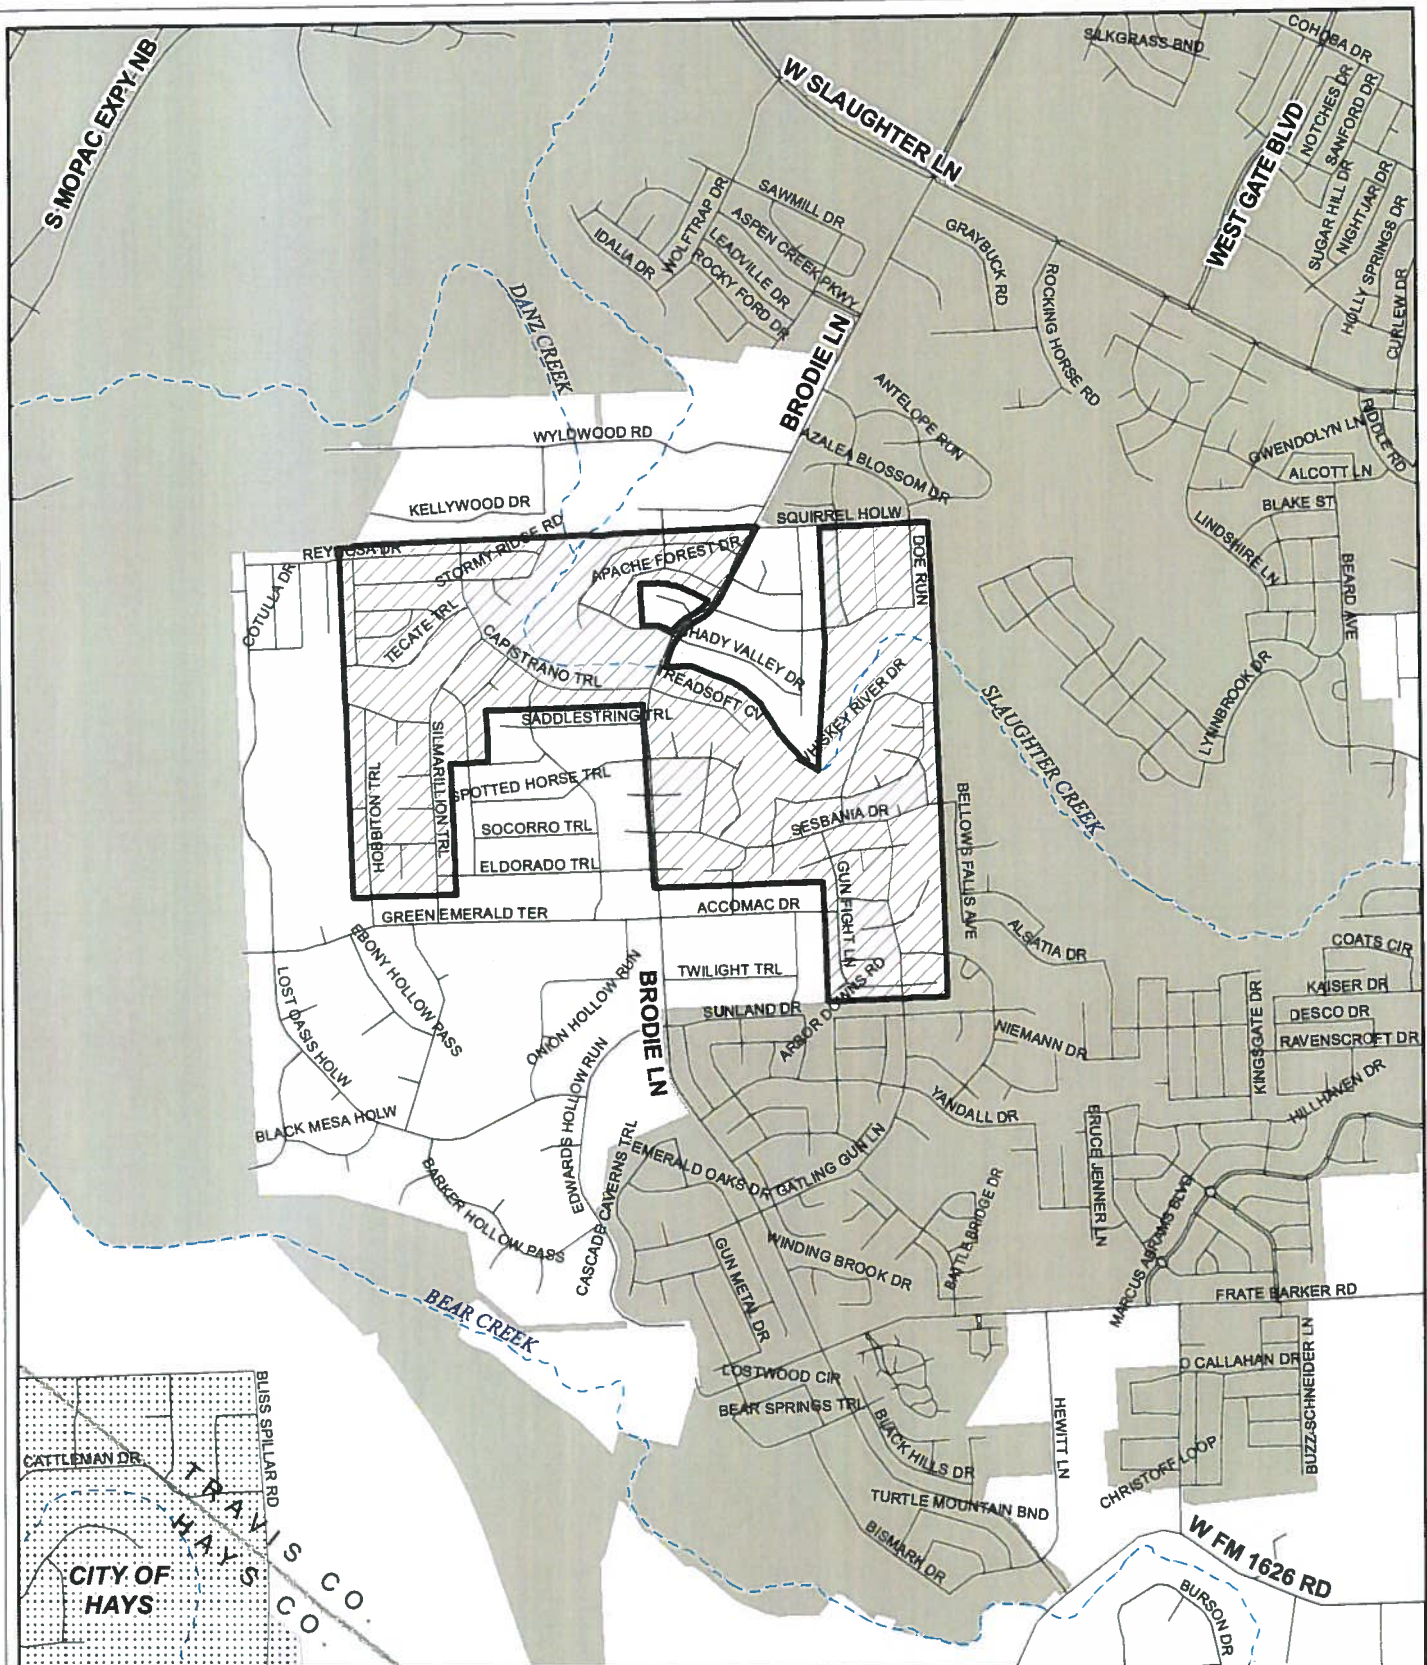 S MOPAC EXPY NB
W SLAUGHTER LN
SILKGRASS BND
COHOBA DR
NOTCHES DR
SANFORD DR
WEST GATE BLVD
SUGAR HILL DR
NIGHTJAR DR
HOLLY SPRINGS DR
CURLEW DR
SAWMILL DR
WOLFTRAP DR
ASPEN CREEK PKWY
LEADVILLE DR
ROCKY FORD DR
IDALIA DR
GRAYBUCK RD
ROCKING HORSE RD
DANZ CREEK
BRODIE LN
ANTELOPE RUN
AZALEA BLOSSOM DR
WYLDWOOD RD
KELLYWOOD DR
SQUIRREL HOLW
GWENDOLYN LN
RIDDLE RD
ALCOTT LN
BLAKE ST
LINDSHIRE LN
BEARD AVE
REYNOSA DR
STORMY RIDGE RD
APACHE FOREST DR
DOE RUN
COTULLA DR
TECATE TRL
CAPISTRANO TRL
SHADY VALLEY DR
TREADSOFT CV
WHISKEY RIVER DR
LYNNBROOK DR
SLAUGHTER CREEK
SADDLESTRING TRL
SILMARILLION TRL
HOBBITON TRL
SPOTTED HORSE TRL
SOCORRO TRL
ELDORADO TRL
SESBANIA DR
BELLOWS FALLS AVE
GUN FIGHT LN
GREEN EMERALD TER
ACCOMAC DR
ALSATIA DR
COATS CIR
EBONY HOLLOW PASS
LOST OASIS HOLW
ONION HOLLOW RUN
BRODIE LN
TWILIGHT TRL
SUNLAND DR
ARBOR DOWNS RD
NIEMANN DR
KINGSGATE DR
KAISER DR
DESCO DR
RAVENSCROFT DR
HILLHAVEN DR
BLACK MESA HOLW
EDWARDS HOLLOW RUN
YANDALL DR
BRUCE JENNER LN
BARKER HOLLOW PASS
CASCADE CAVERNS TRL
EMERALD OAKS DR
GATLING GUN LN
BATTLE BRIDGE DR
MARCUS ABRAMS BLVD
WINDING BROOK DR
GUN METAL DR
FRATE BARKER RD
BEAR CREEK
LOSTWOOD CIR
BEAR SPRINGS TRL
O CALLAHAN DR
BUZZ SCHNEIDER LN
HEWITT LN
BLACK HILLS DR
CHRISTOFF LOOP
TURTLE MOUNTAIN BND
BISMARK DR
BLISS SPILLAR RD
CATTLEMAN DR
TRAVIS CO.
HAYS CO.
CITY OF
HAYS
W FM 1626 RD
BURSON DR